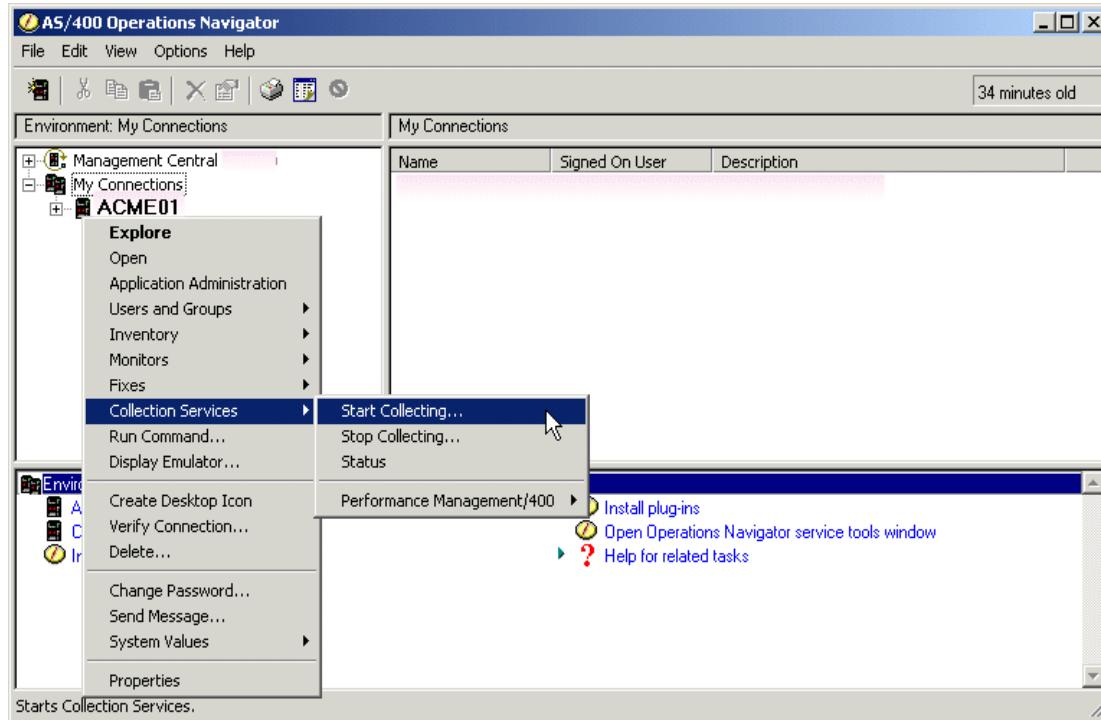 AS/400 Operations Navigator
File Edit View Options Help
34 minutes old
Environment: My Connections
My Connections
Name Signed On User Description
Management Central
My Connections
ACME01
Explore
Open
Application Administration
Users and Groups
Inventory
Monitors
Fixes
Collection Services
Run Command...
Display Emulator...
Create Desktop Icon
Verify Connection...
Delete...
Change Password...
Send Message...
System Values
Properties
Start Collecting...
Stop Collecting...
Status
Performance Management/400
Install plug-ins
Open Operations Navigator service tools window
? Help for related tasks
Starts Collection Services.